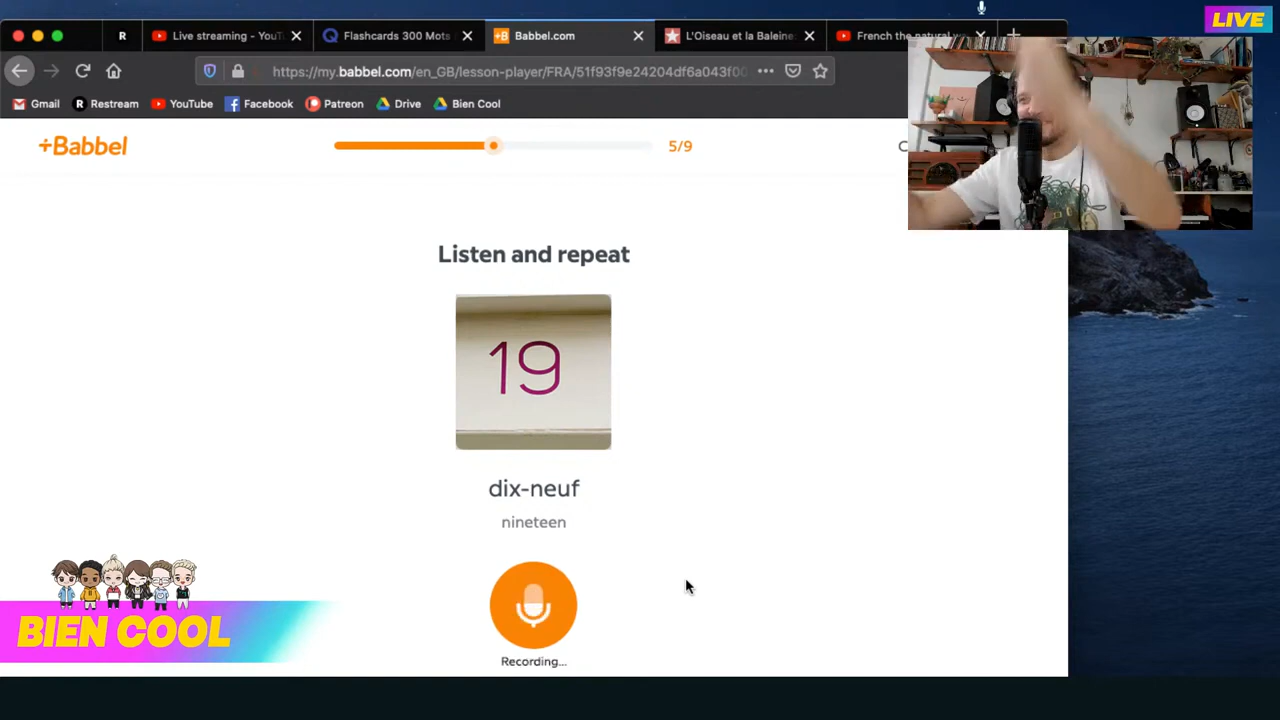 LIVE
R
Live streaming - YouT
Flashcards 300 Mots
Babbel.com
L'Oiseau et la Baleine
French the natural w
https://my.babbel.com/en_GB/lesson-player/FRA/51f93f9e24204df6a043f00
Gmail
Restream
YouTube
Facebook
Patreon
Drive
Bien Cool
+Babbel
5/9
Listen and repeat
19
dix-neuf
nineteen
Recording...
BIEN COOL